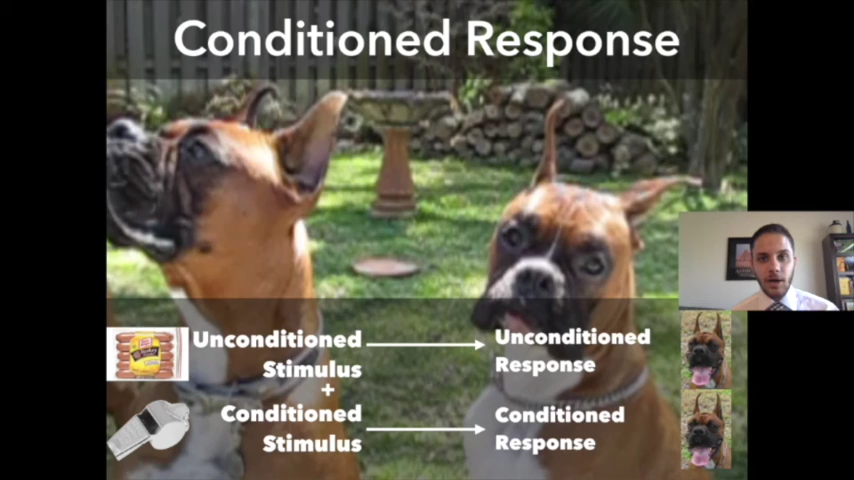 Conditioned Response
Unconditioned
Stimulus
Unconditioned
Response
+
Conditioned
Stimulus
Conditioned
Response